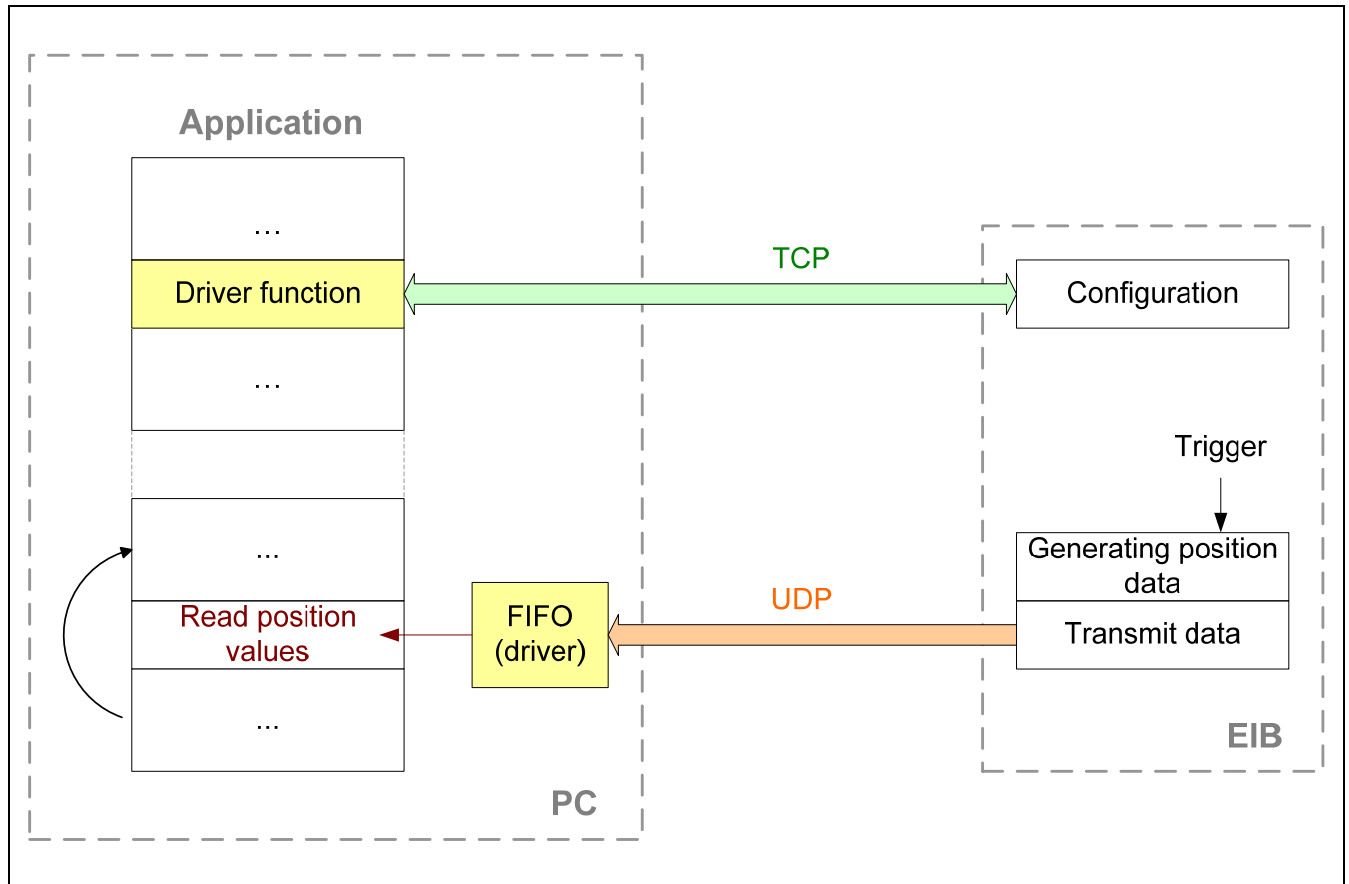 Application
…
Driver function
…
...
Read position
values
...
FIFO
(driver)
PC
TCP
UDP
Configuration
Trigger
Generating position
data
Transmit data
EIB